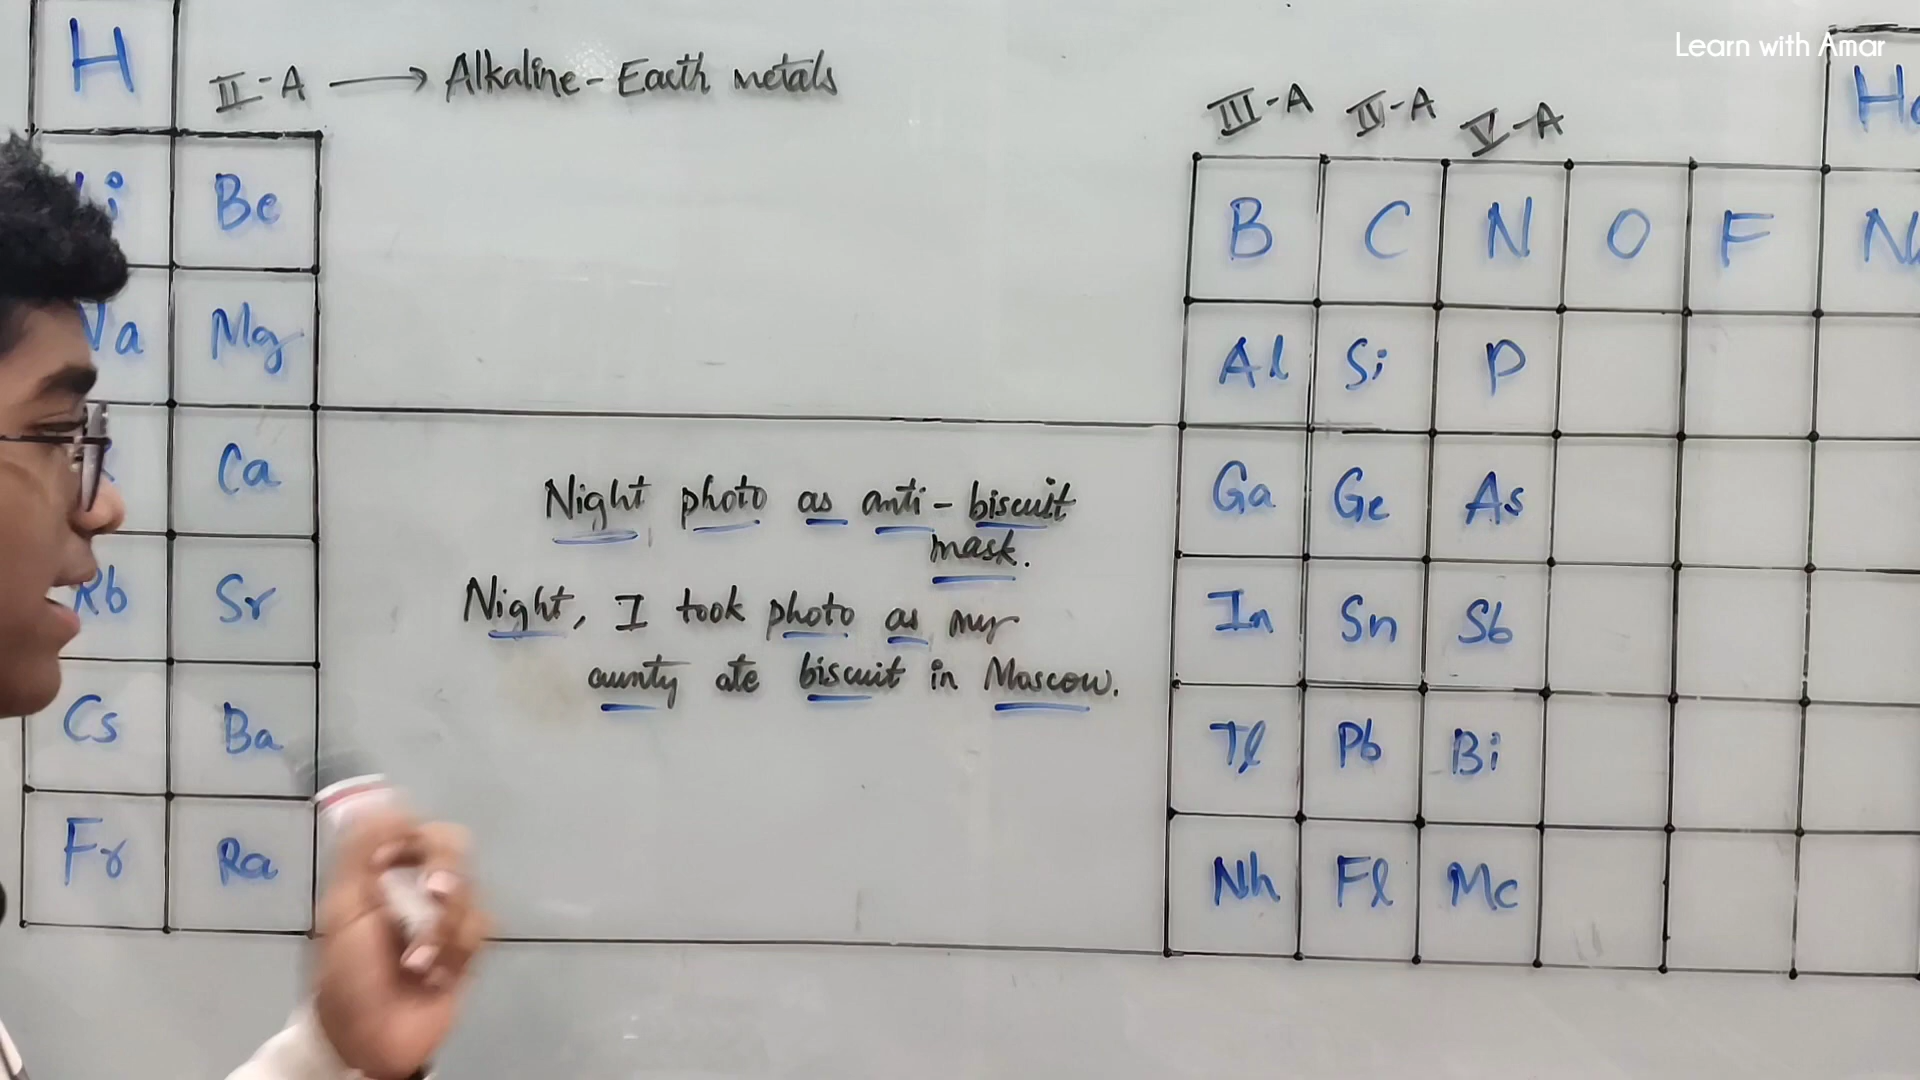 Learn with Amar
H
II-A → Alkaline-Earth metals
III-A IV-A V-A
Be
B C N O F
Mg
Al Si P
Ca
Ga Ge As
Night photo as anti-biscuit
mask.
Rb Sr
In Sn Sb
Night, I took photo as my
aunty ate biscuit in Moscow.
Cs Ba
Tl Pb Bi
Fr Ra
Nh Fl Mc